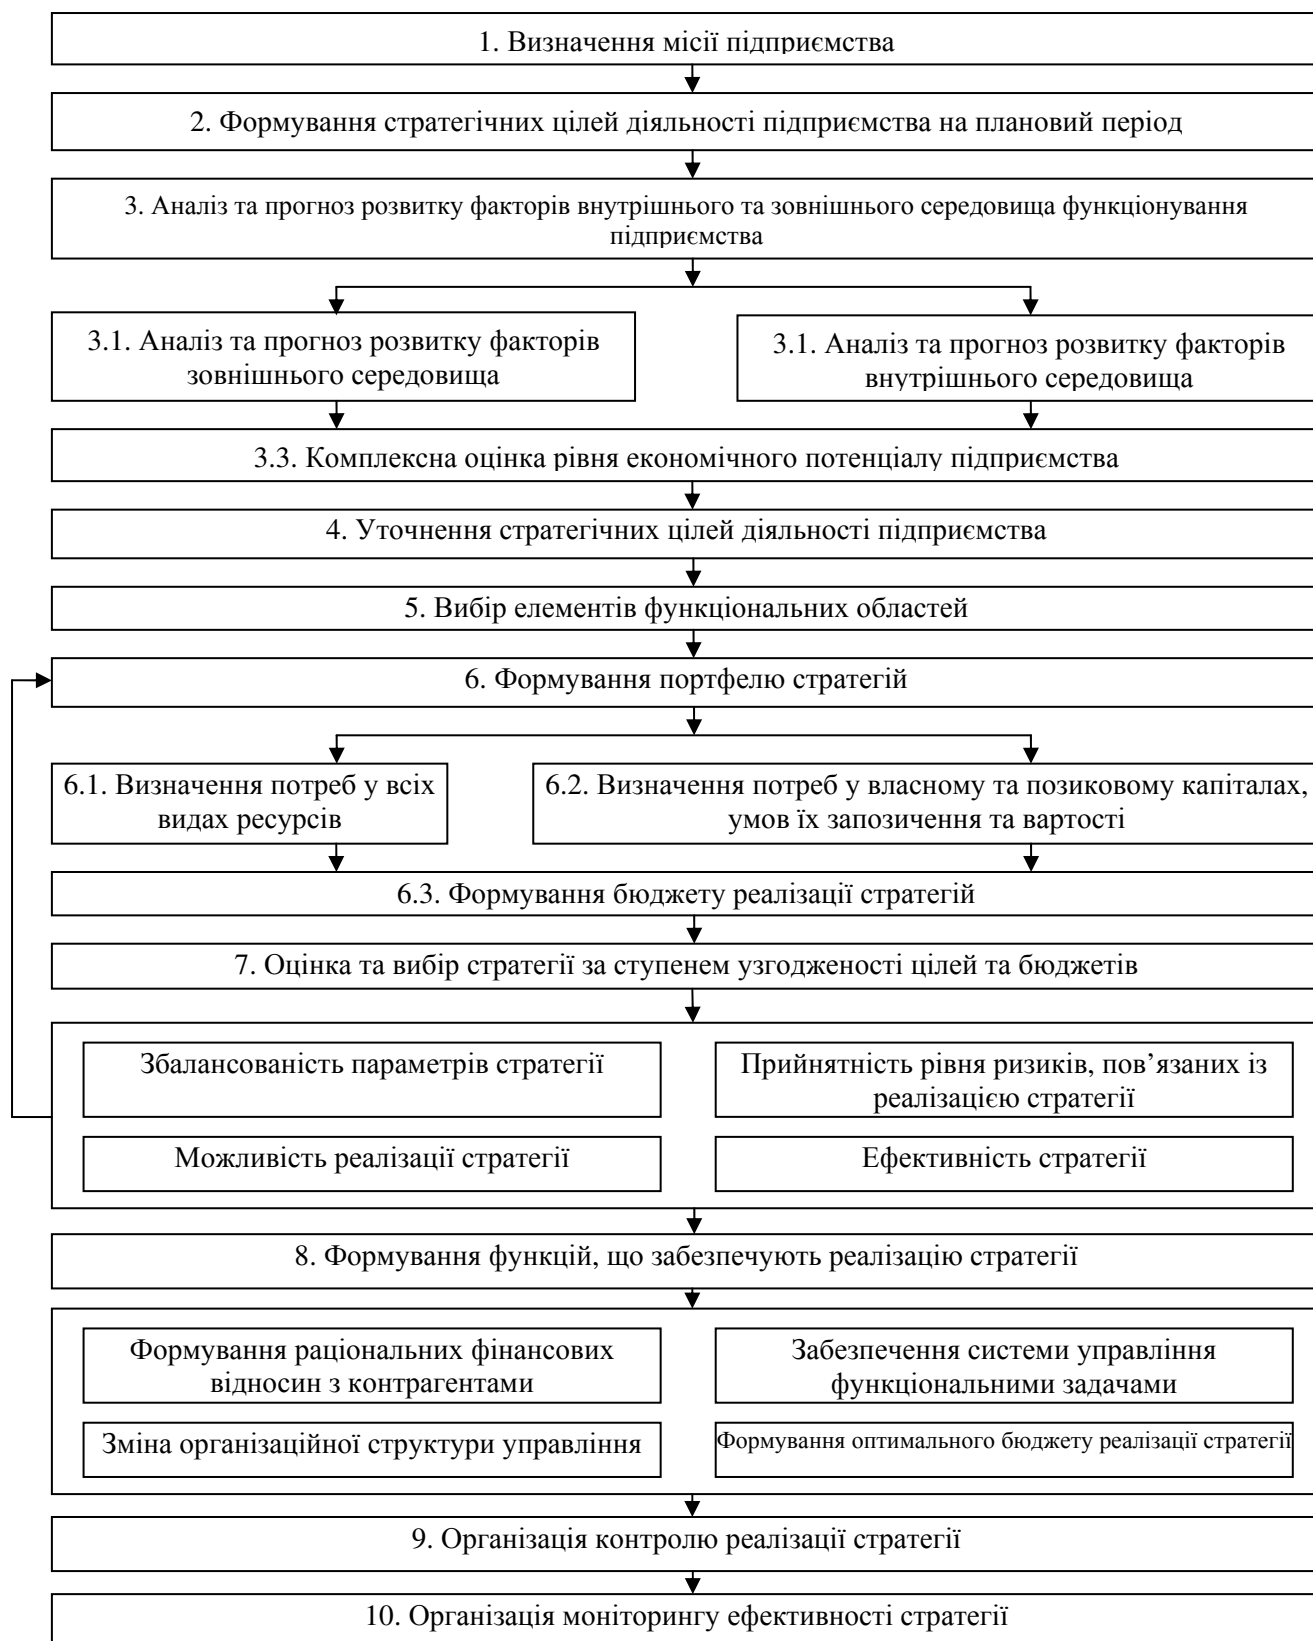 1. Визначення місії підприємства
2. Формування стратегічних цілей діяльності підприємства на плановий період
3. Аналіз та прогноз розвитку факторів внутрішнього та зовнішнього середовища функціонування
підприємства
3.1. Аналіз та прогноз розвитку факторів
зовнішнього середовища
3.1. Аналіз та прогноз розвитку факторів
внутрішнього середовища
3.3. Комплексна оцінка рівня економічного потенціалу підприємства
4. Уточнення стратегічних цілей діяльності підприємства
5. Вибір елементів функціональних областей
6. Формування портфелю стратегій
6.1. Визначення потреб у всіх
видах ресурсів
6.2. Визначення потреб у власному та позиковому капіталах,
умов їх запозичення та вартості
6.3. Формування бюджету реалізації стратегій
7. Оцінка та вибір стратегії за ступенем узгодженості цілей та бюджетів
Збалансованість параметрів стратегії
Прийнятність рівня ризиків, пов’язаних із
реалізацією стратегії
Можливість реалізації стратегії
Ефективність стратегії
8. Формування функцій, що забезпечують реалізацію стратегії
Формування раціональних фінансових
відносин з контрагентами
Забезпечення системи управління
функціональними задачами
Зміна організаційної структури управління
Формування оптимального бюджету реалізації стратегії
9. Організація контролю реалізації стратегії
10. Організація моніторингу ефективності стратегії